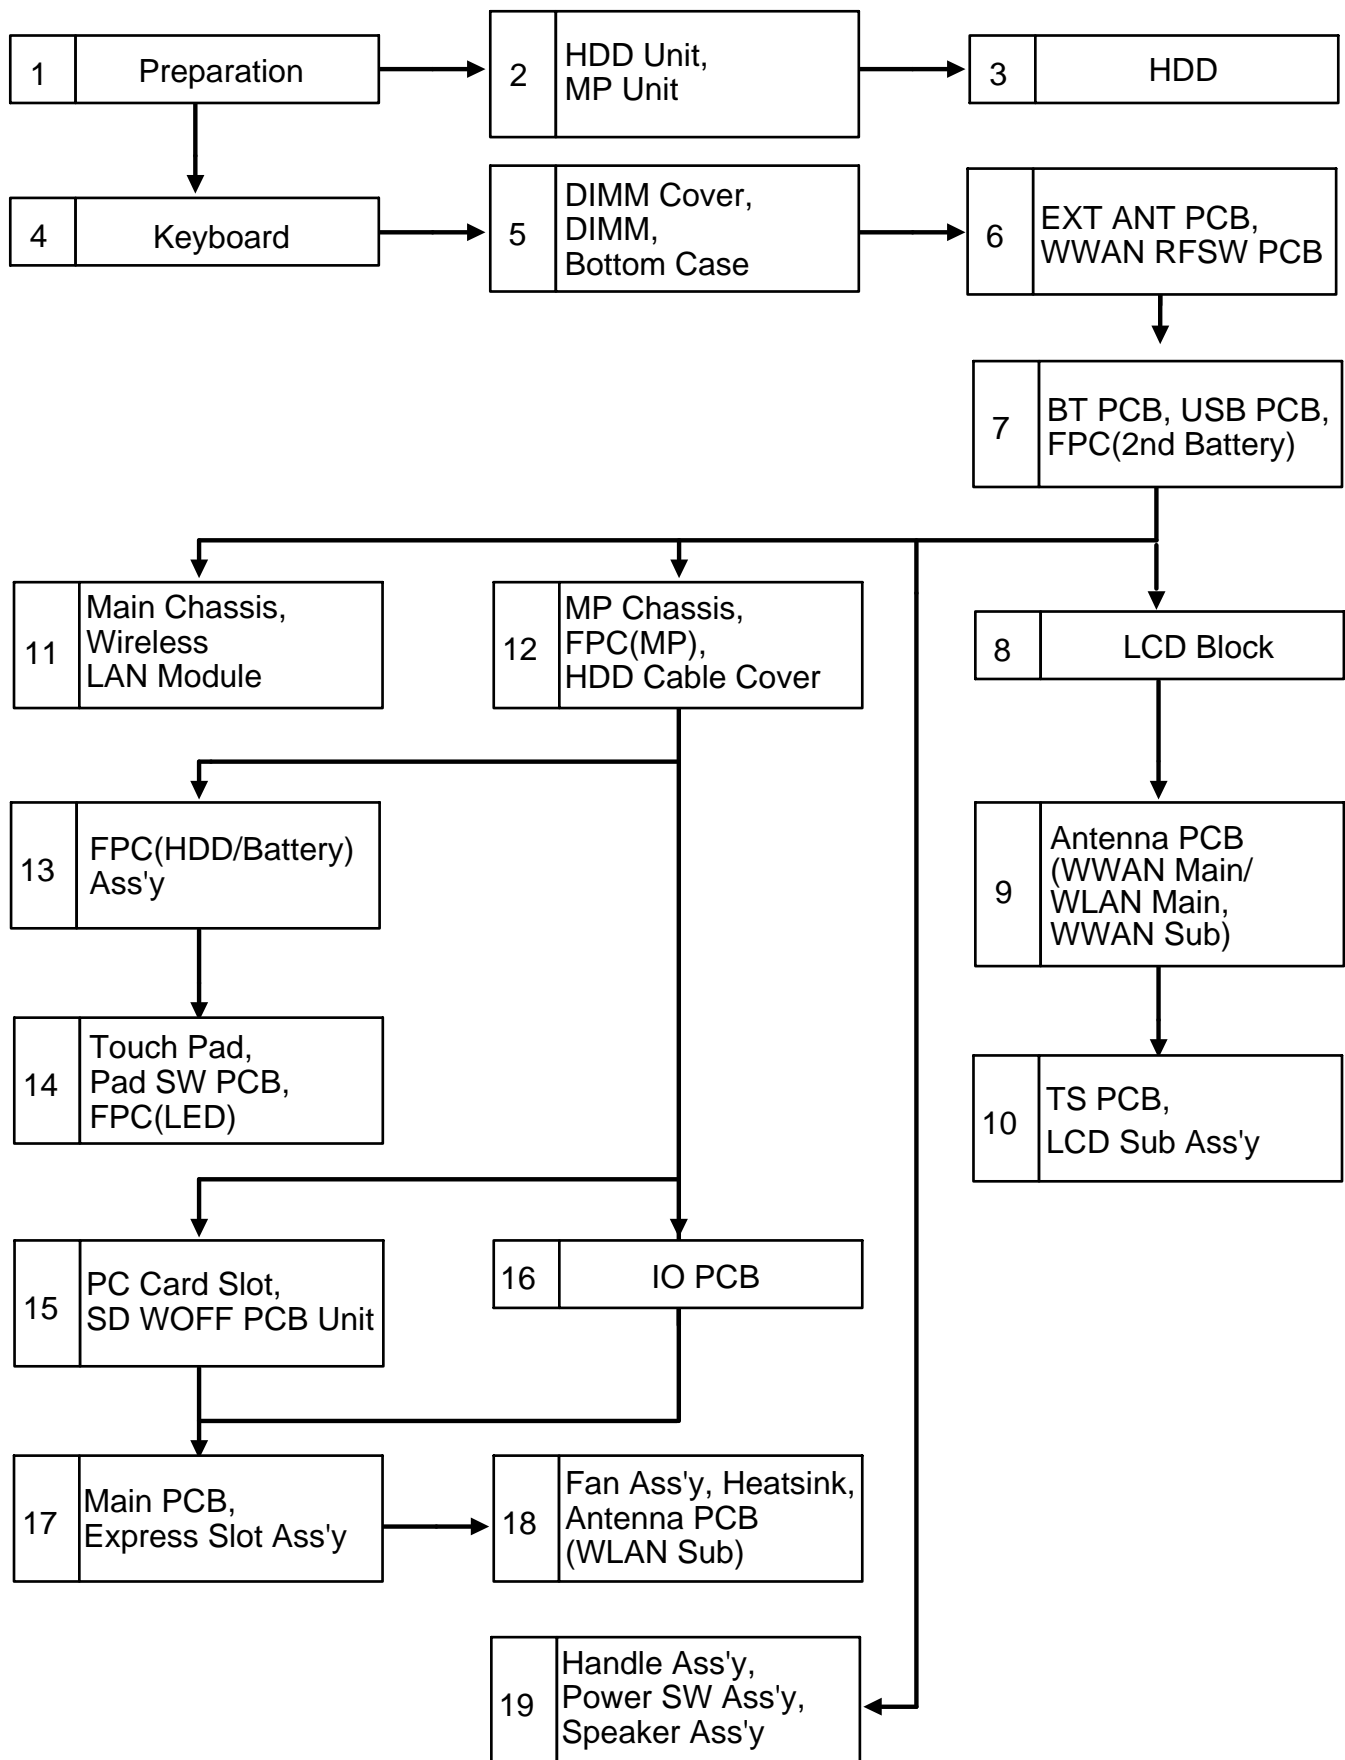 1
Preparation
2
HDD Unit,
MP Unit
3
HDD
4
Keyboard
5
DIMM Cover,
DIMM,
Bottom Case
6
EXT ANT PCB,
WWAN RFSW PCB
7
BT PCB, USB PCB,
FPC(2nd Battery)
11
Main Chassis,
Wireless
LAN Module
12
MP Chassis,
FPC(MP),
HDD Cable Cover
8
LCD Block
13
FPC(HDD/Battery)
Ass'y
9
Antenna PCB
(WWAN Main/
WLAN Main,
WWAN Sub)
14
Touch Pad,
Pad SW PCB,
FPC(LED)
10
TS PCB,
LCD Sub Ass'y
15
PC Card Slot,
SD WOFF PCB Unit
16
IO PCB
17
Main PCB,
Express Slot Ass'y
18
Fan Ass'y, Heatsink,
Antenna PCB
(WLAN Sub)
19
Handle Ass'y,
Power SW Ass'y,
Speaker Ass'y